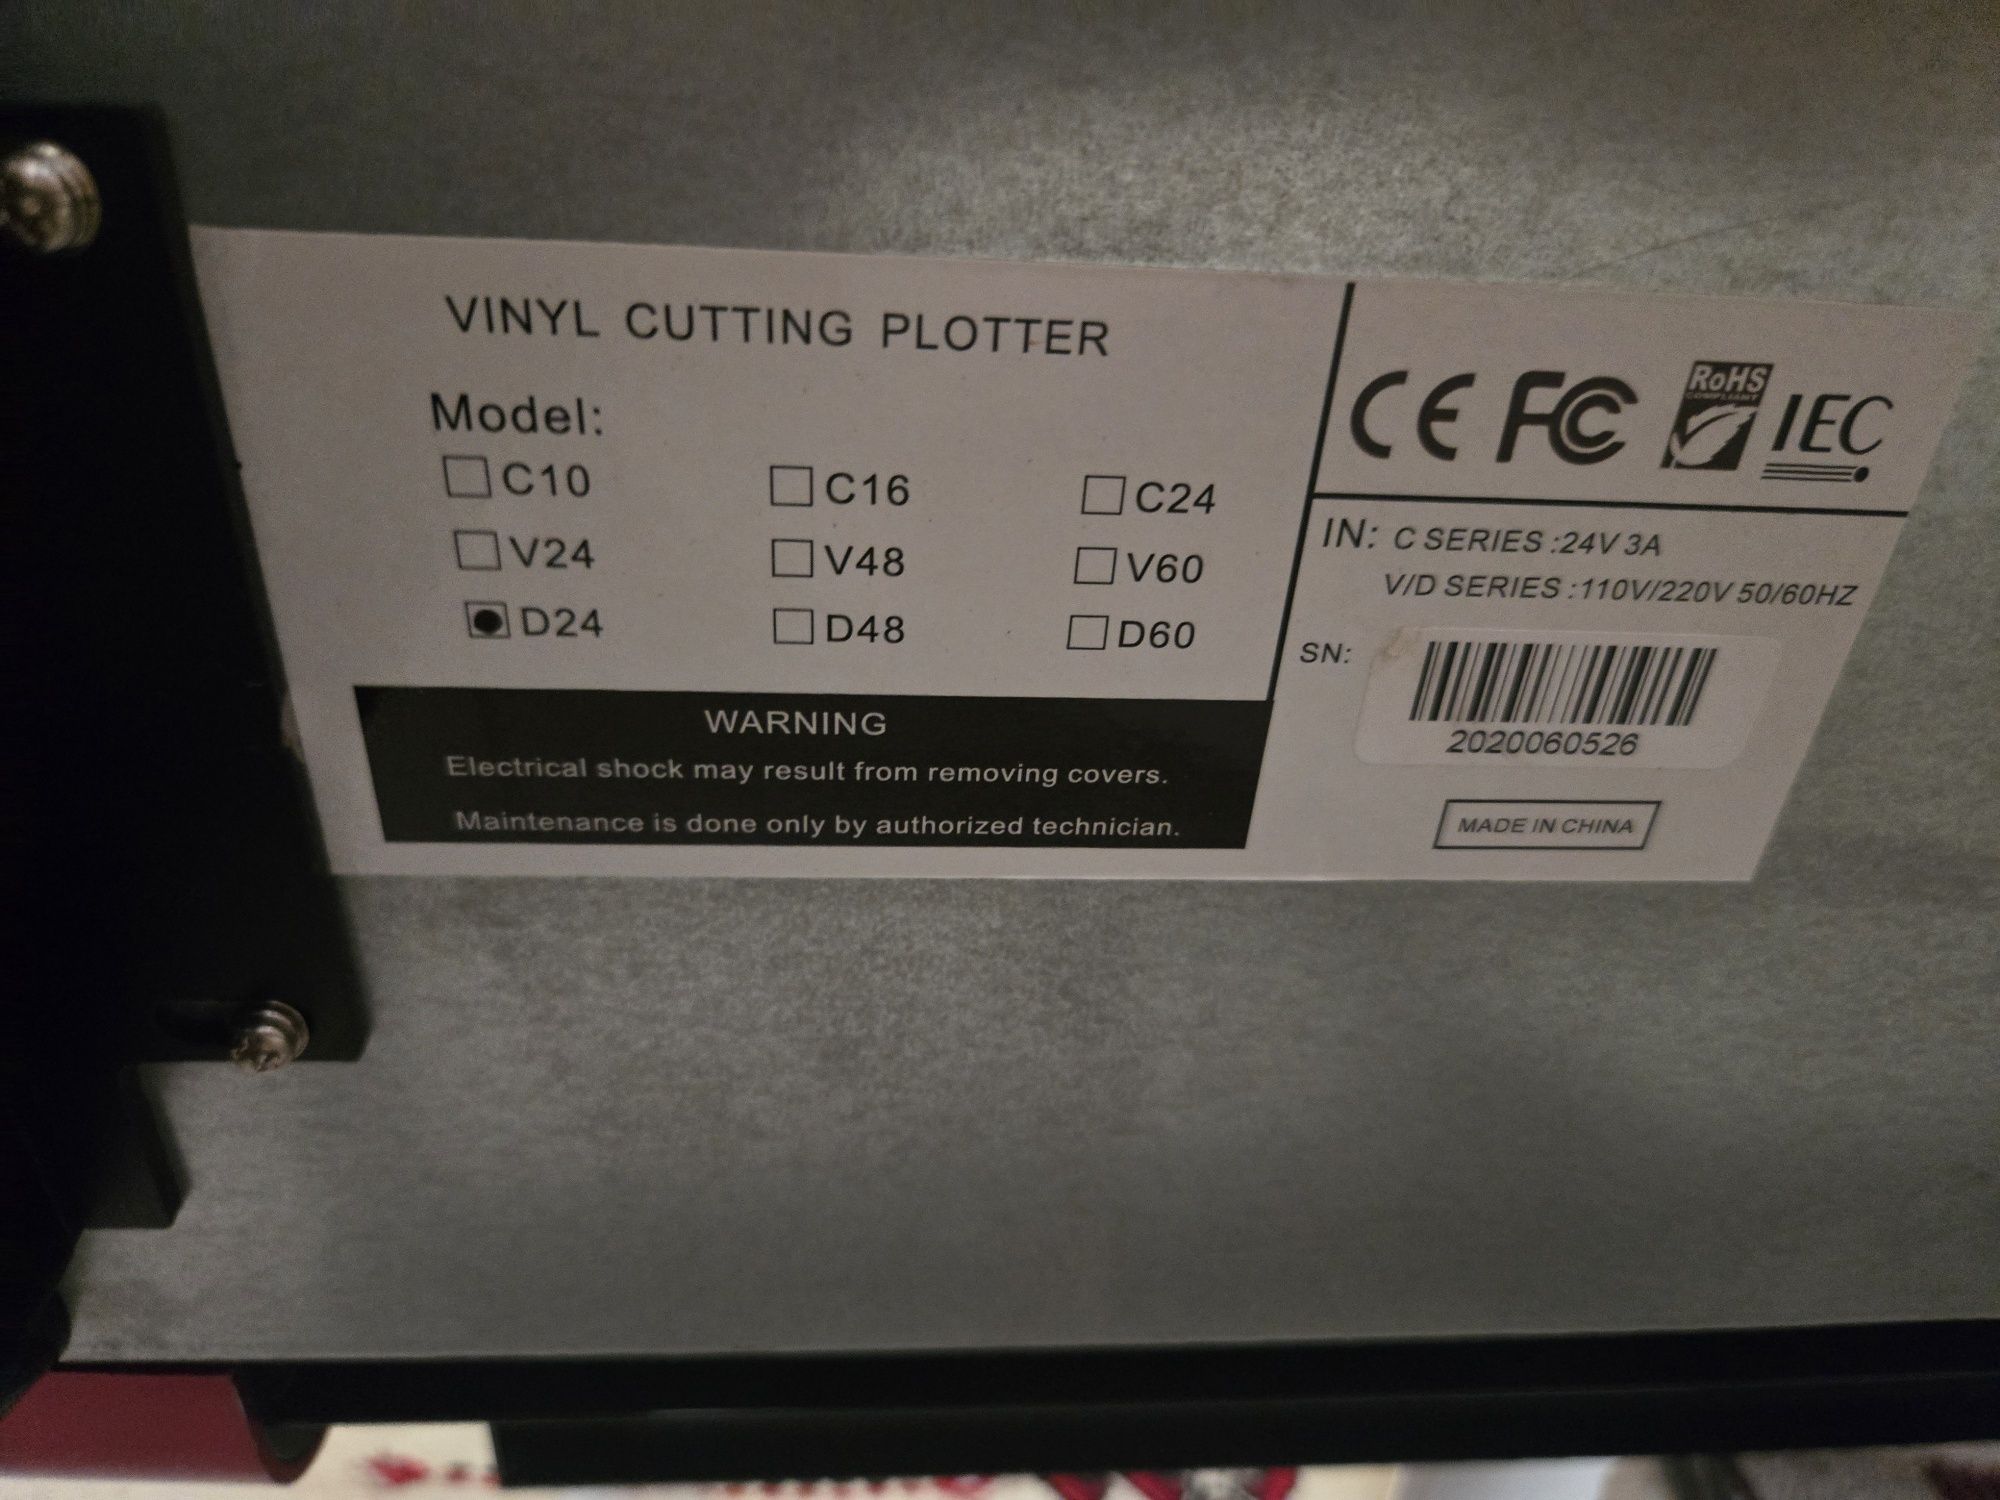 VINYL CUTTING PLOTTER
Model:
C10 C16 C24
V24 V48 V60
D24 D48 D60
WARNING
Electrical shock may result from removing covers.
Maintenance is done only by authorized technician.
CE FC RoHS COMPLIANT IEC
IN: C SERIES :24V 3A
V/D SERIES :110V/220V 50/60HZ
SN:
2020060526
MADE IN CHINA